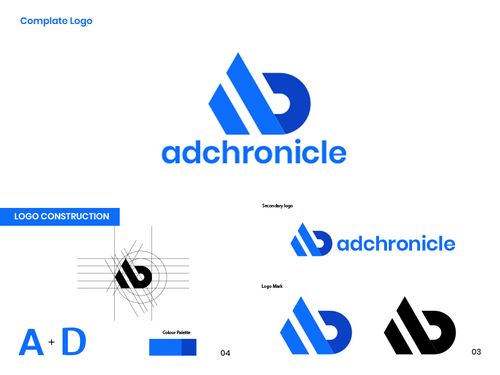 Complate Logo
adchronicle
LOGO CONSTRUCTION
A + D
Colour Palette
04
Secondary logo
adchronicle
Logo Mark
03